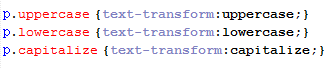 p.uppercase {text-transform:uppercase;}
p.lowercase {text-transform:lowercase;}
p.capitalize {text-transform:capitalize;}